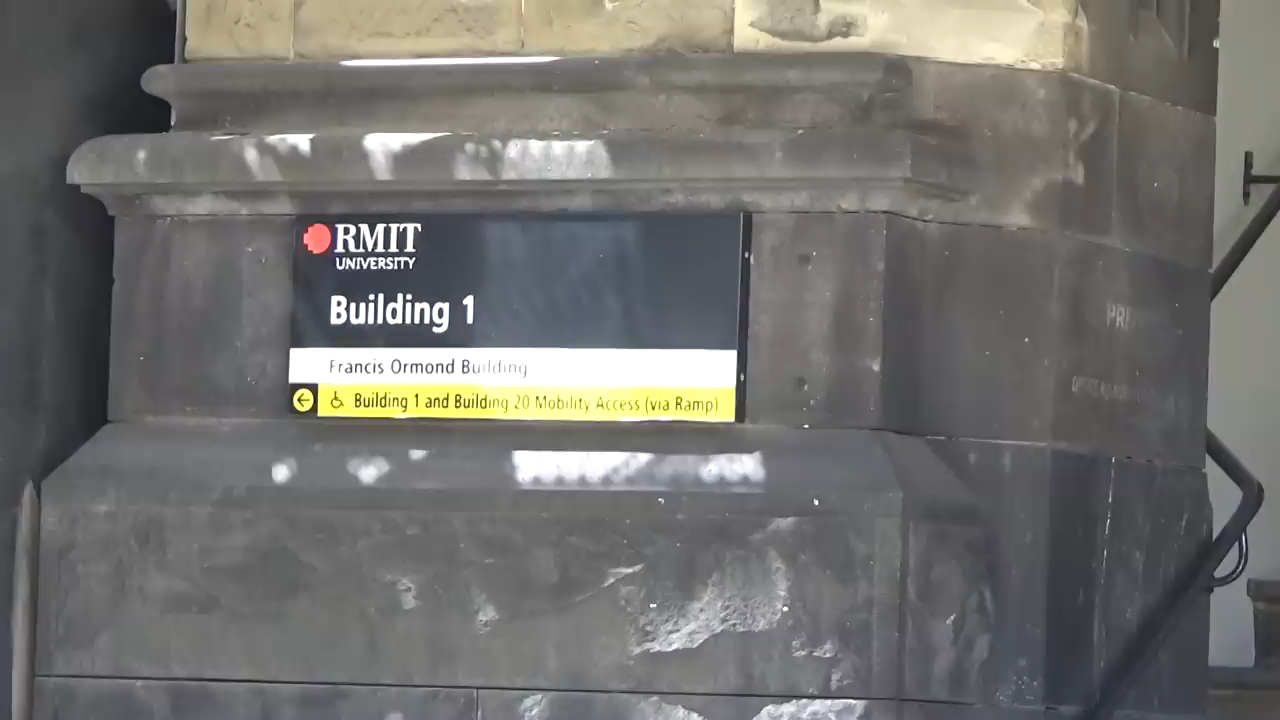 RMIT
UNIVERSITY
Building 1
Francis Ormond Building
Building 1 and Building 20 Mobility Access (via Ramp)